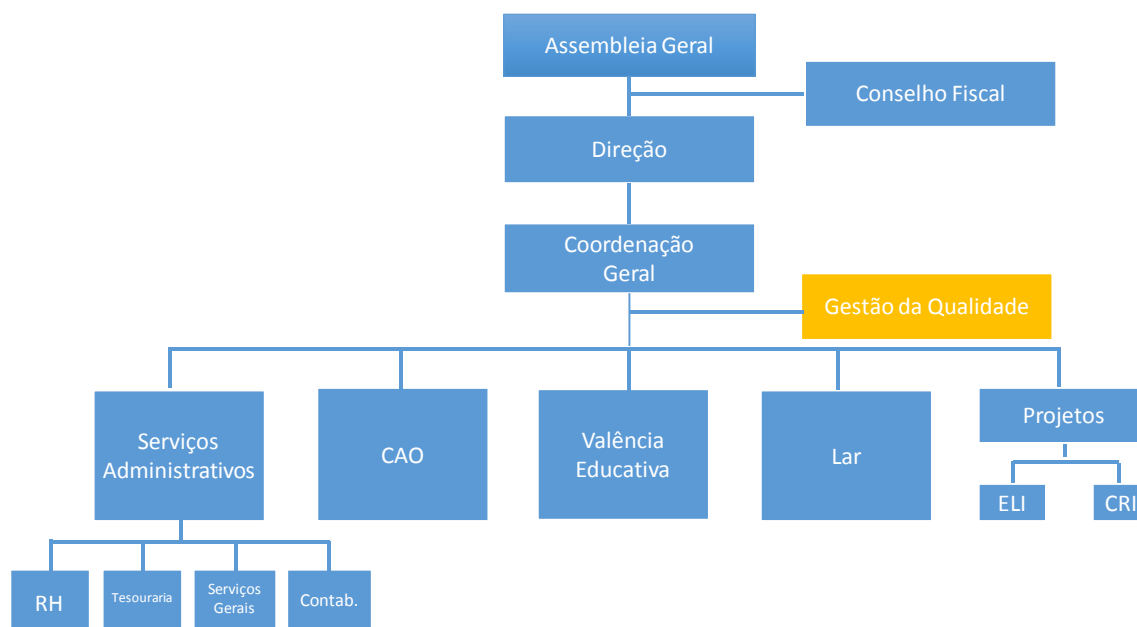 Assembleia Geral
Conselho Fiscal
Direção
Coordenação
Geral
Gestão da Qualidade
Serviços
Administrativos
CAO
Valência
Educativa
Lar
Projetos
ELI
CRI
RH
Tesouraria
Serviços
Gerais
Contab.